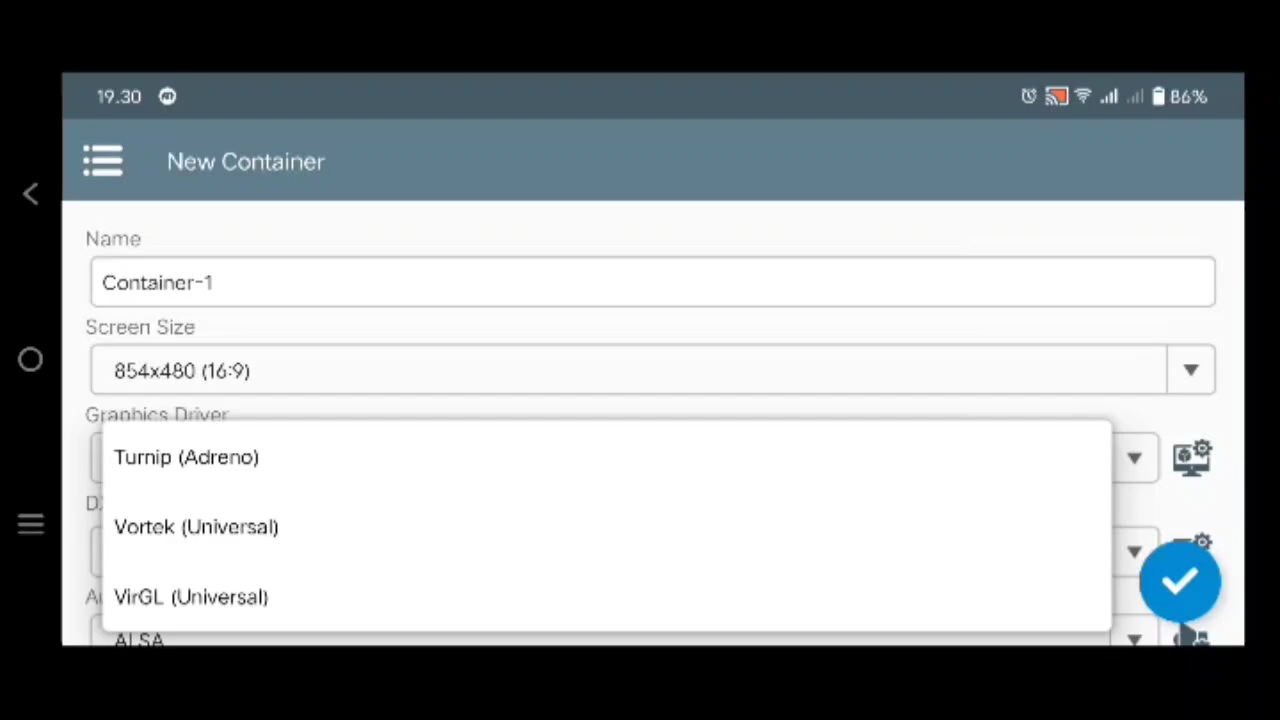 19.30
86%
New Container
Name
Container-1
Screen Size
854x480 (16:9)
Graphics Driver
Turnip (Adreno)
Vortek (Universal)
VirGL (Universal)
ALSA